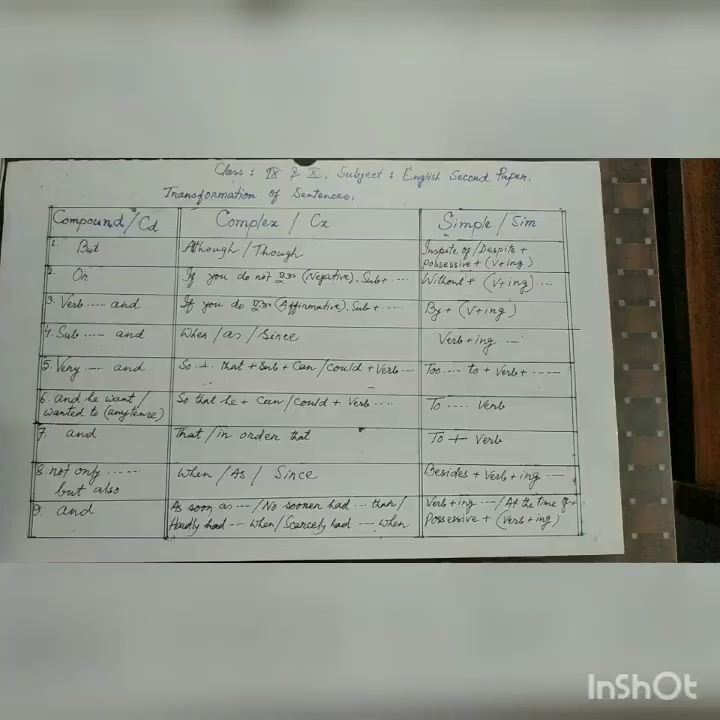 Class : IX & X. Subject : English Second Paper.
Transformation of Sentences.
Compound / Cd Complex / Cx Simple / Sim
1. But Although / Though Inspite of / Despite +
possessive + (v+ing)
2. Or If you do not হয় (Negative). Sub + .... Without + (v+ing) ...
3. Verb .... and If you do হয় (Affirmative). Sub + .... By + (v+ing)
4. Sub .... and When / as / since Verb + ing ---
5. Very --- and So + that + sub + can / could + Verb --- Too .... to + Verb + -----
6. and he want / So that he + can / could + Verb .... To .... Verb
wanted to (any tense)
7. and That / in order that To + Verb
8. not only ..... When / As / Since Besides + Verb + ing ---
but also
9. and As soon as --- / No sooner had --- than / Verb + ing --- / At the time of +
Hardly had --- when / Scarcely had --- when Possessive + (verb + ing)
InShOt